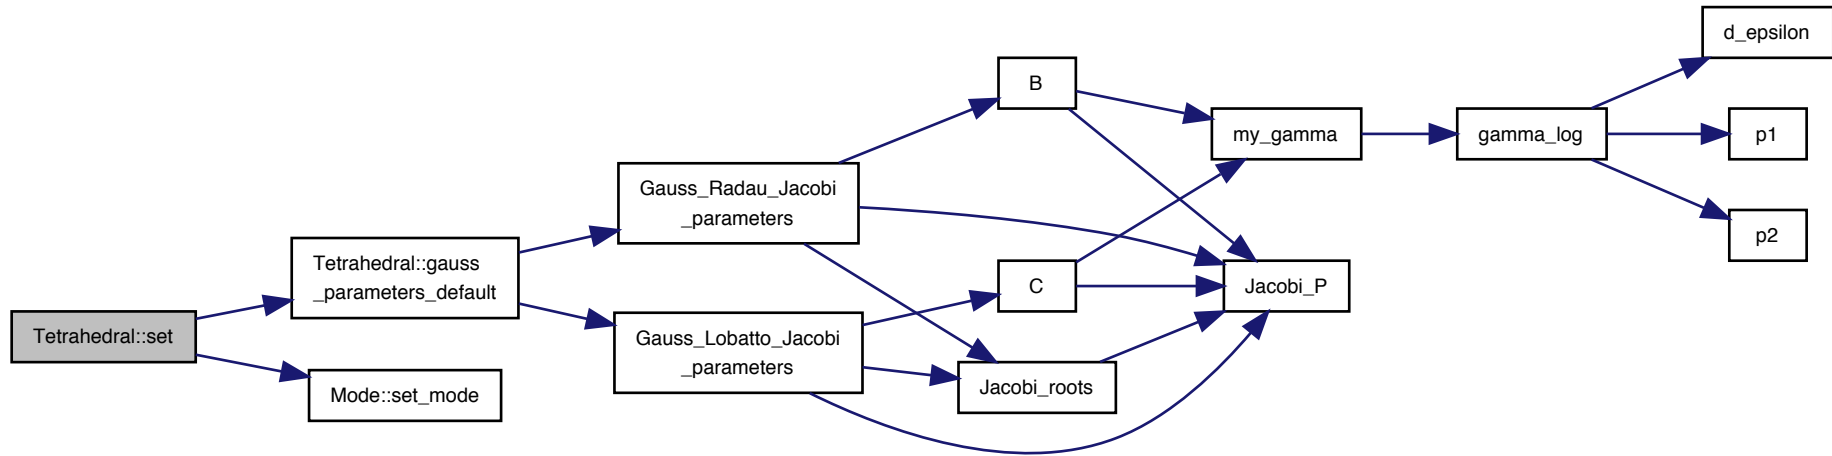 Tetrahedral::set
Tetrahedral::gauss
_parameters_default
Mode::set_mode
Gauss_Radau_Jacobi
_parameters
Gauss_Lobatto_Jacobi
_parameters
B
C
Jacobi_roots
my_gamma
Jacobi_P
gamma_log
d_epsilon
p1
p2